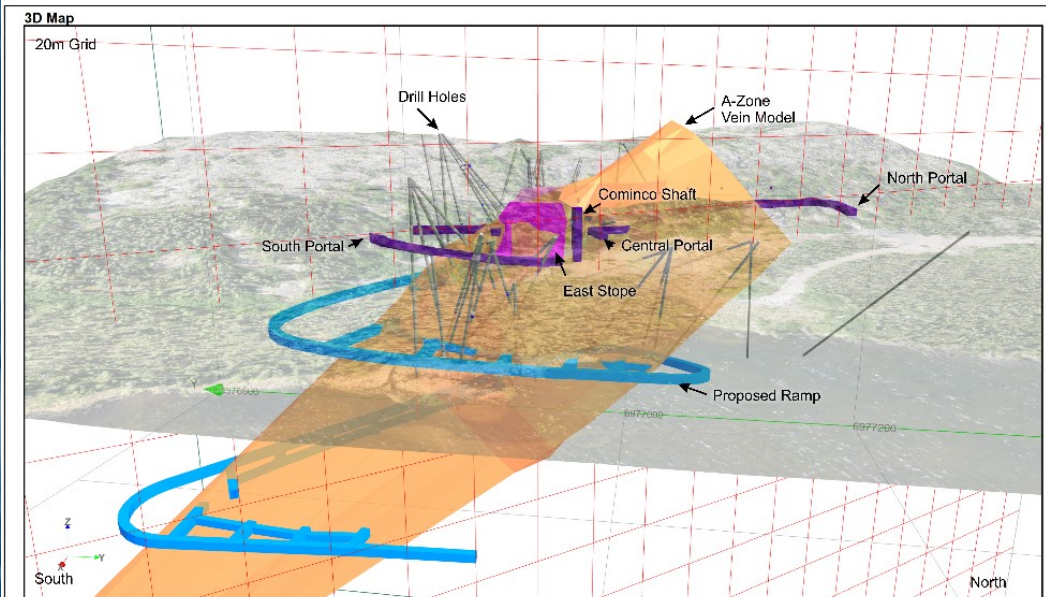 3D Map
20m Grid
Drill Holes
A-Zone
Vein Model
North Portal
Cominco Shaft
South Portal
Central Portal
East Stope
Proposed Ramp
Y
6976600
6977000
6977200
Z
Y
X
South
North